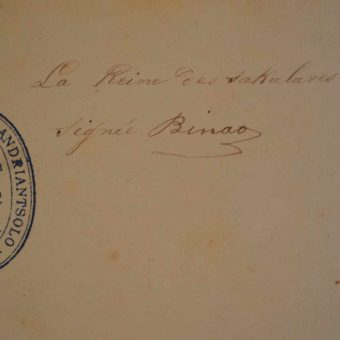 La Reine des sakalaves
signée Binao
ANDRIANTSOLO